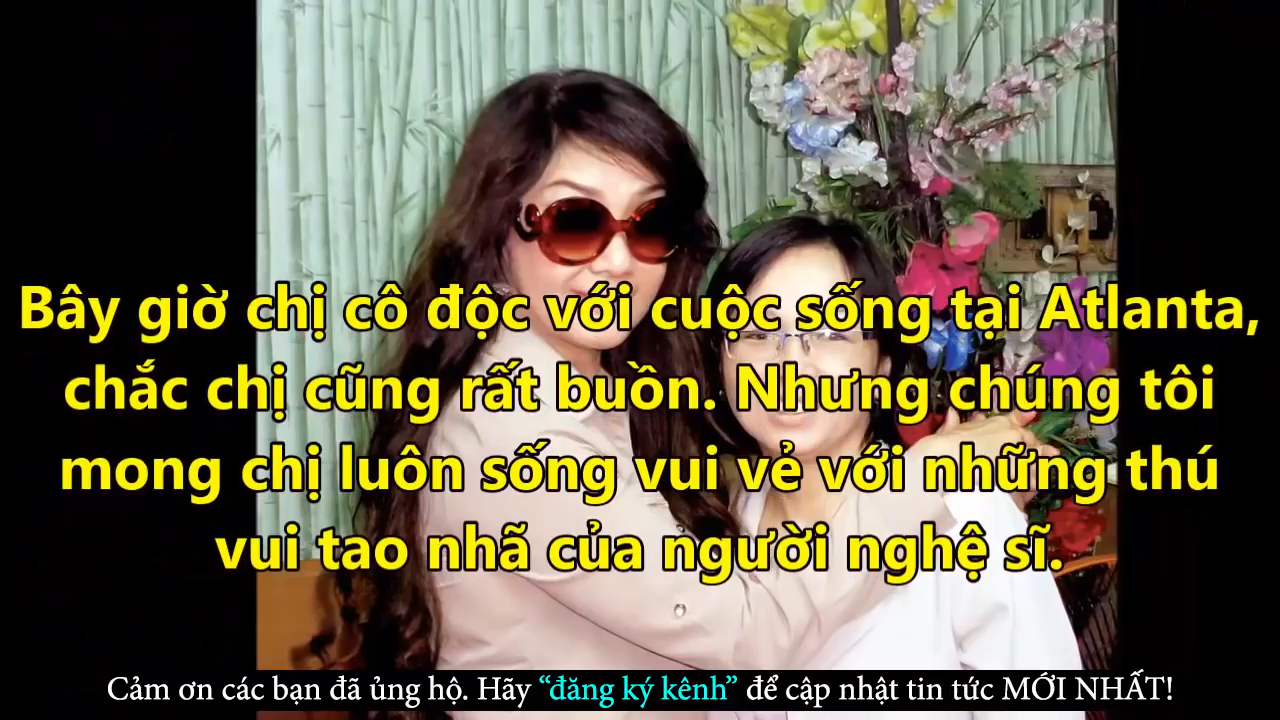 Bây giờ chị cô độc với cuộc sống tại Atlanta,
chắc chị cũng rất buồn. Nhưng chúng tôi
mong chị luôn sống vui vẻ với những thú
vui tao nhã của người nghệ sĩ.
Cảm ơn các bạn đã ủng hộ. Hãy “đăng ký kênh” để cập nhật tin tức MỚI NHẤT!